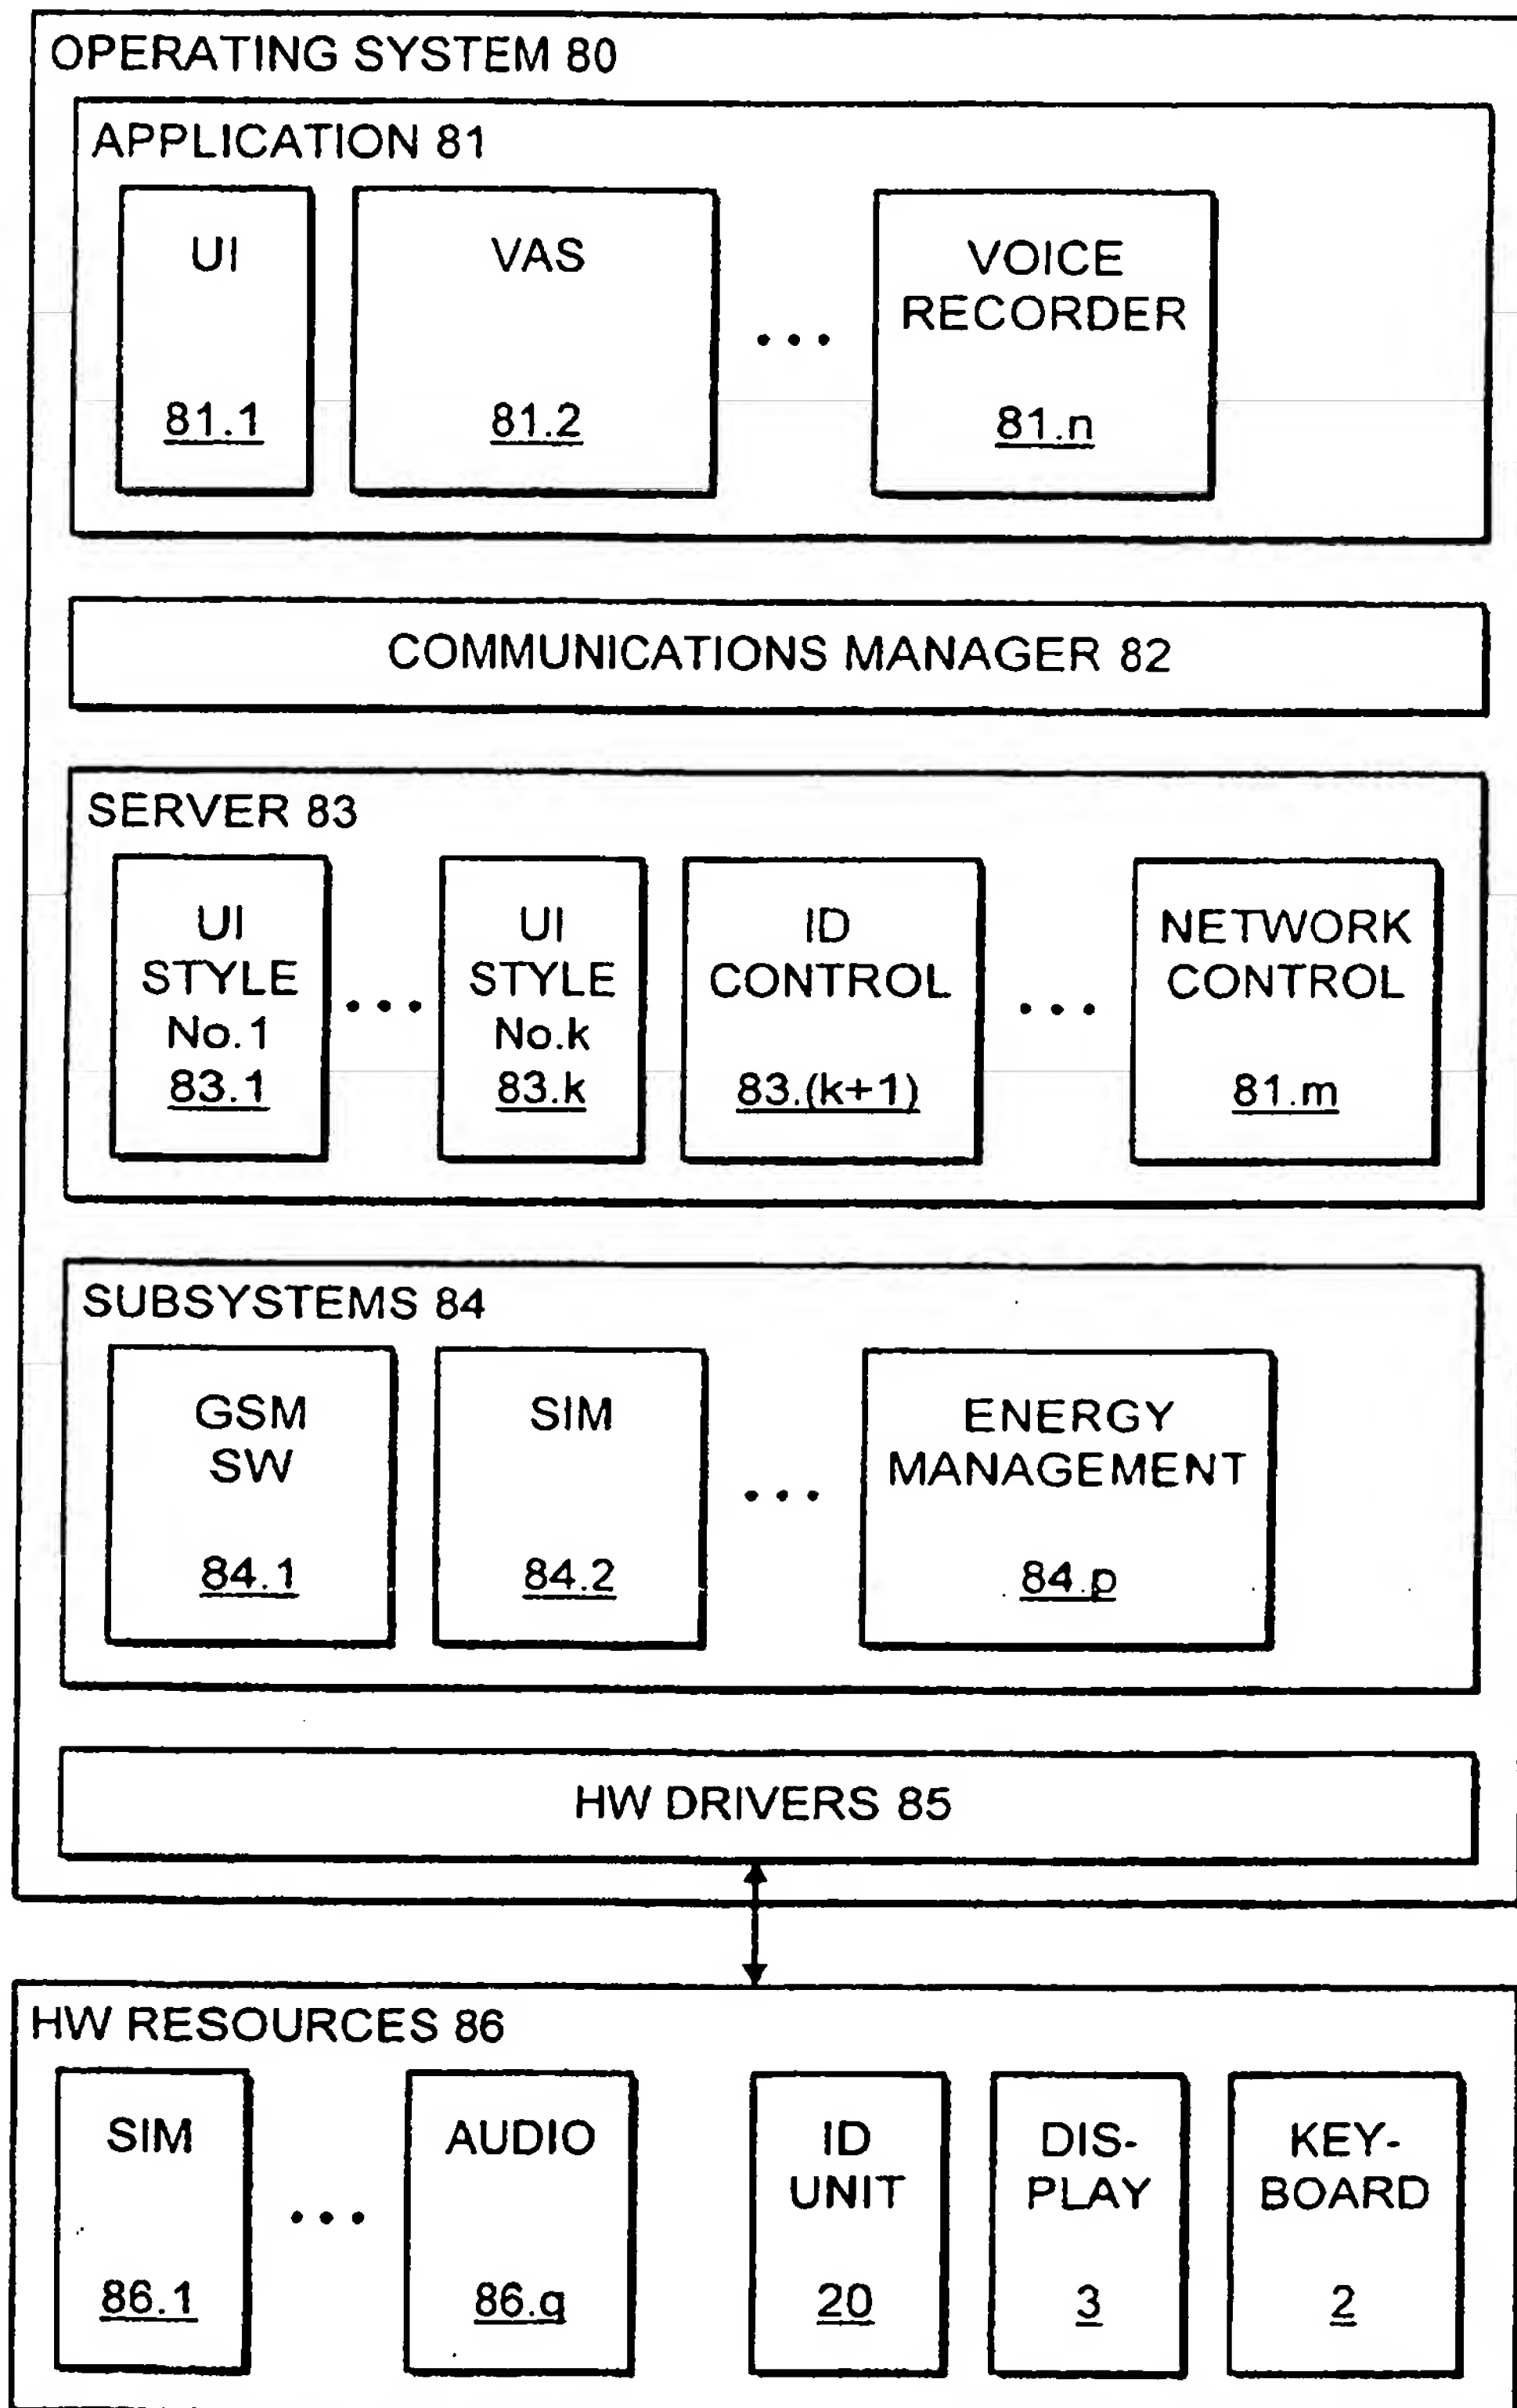 OPERATING SYSTEM 80
APPLICATION 81
UI
81.1
VAS
81.2
...
VOICE
RECORDER
81.n
COMMUNICATIONS MANAGER 82
SERVER 83
UI
STYLE
No.1
83.1
...
UI
STYLE
No.k
83.k
ID
CONTROL
83.(k+1)
...
NETWORK
CONTROL
81.m
SUBSYSTEMS 84
GSM
SW
84.1
SIM
84.2
...
ENERGY
MANAGEMENT
84.p
HW DRIVERS 85
HW RESOURCES 86
SIM
86.1
...
AUDIO
86.q
ID
UNIT
20
DIS-
PLAY
3
KEY-
BOARD
2